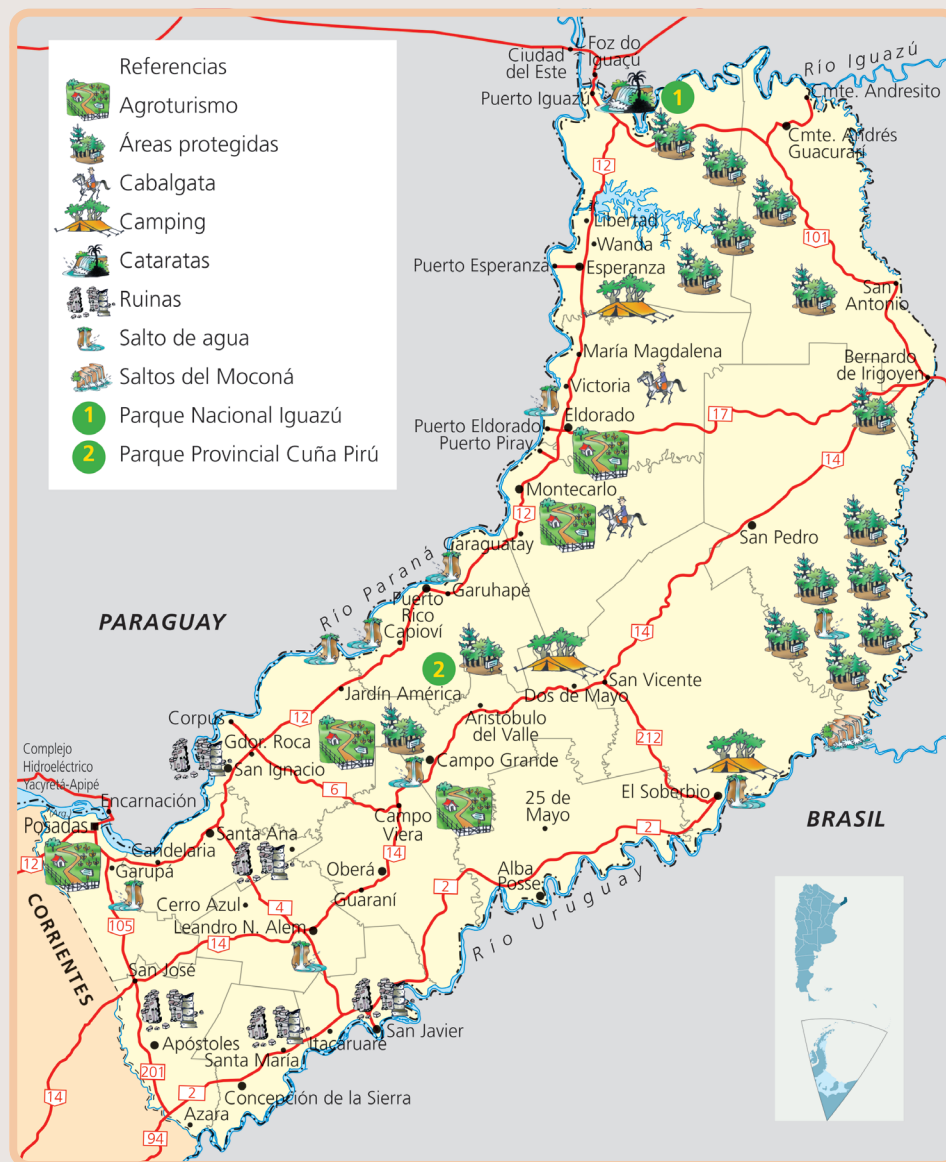 Referencias
Agroturismo
Áreas protegidas
Cabalgata
Camping
Cataratas
Ruinas
Salto de agua
Saltos del Moconá
1 Parque Nacional Iguazú
2 Parque Provincial Cuña Pirú
Foz do
Iguaçú
Ciudad
del Este
Río Iguazú
Puerto Iguazú
1
Cmte. Andresito
Cmte. Andrés
Guacurarí
12
Libertad
Wanda
101
Puerto Esperanza
Esperanza
San
Antonio
María Magdalena
Bernardo
de Irigoyen
Victoria
Eldorado
17
Puerto Eldorado
Puerto Piray
14
Montecarlo
12
San Pedro
Caraguatay
Río Paraná
Garuhapé
Puerto
Rico
PARAGUAY
Capioví
14
2
San Vicente
Dos de Mayo
Jardín América
Aristóbulo
del Valle
Corpus
12
212
Gdor. Roca
San Ignacio
Campo Grande
Complejo
Hidroeléctrico
Yacyretá-Apipé
6
El Soberbio
Encarnación
(Arg.)
25 de
Mayo
Campo
Viera
BRASIL
Posadas
2
Santa Ana
14
Candelaria
12
Garupá
Oberá
Alba
Posse
2
Guaraní
Cerro Azul
4
Río Uruguay
CORRIENTES
105
Leandro N. Alem
14
San José
San Javier
Apóstoles
Itacaruaré
Santa María
201
2
14
Concepción de la Sierra
Azara
94